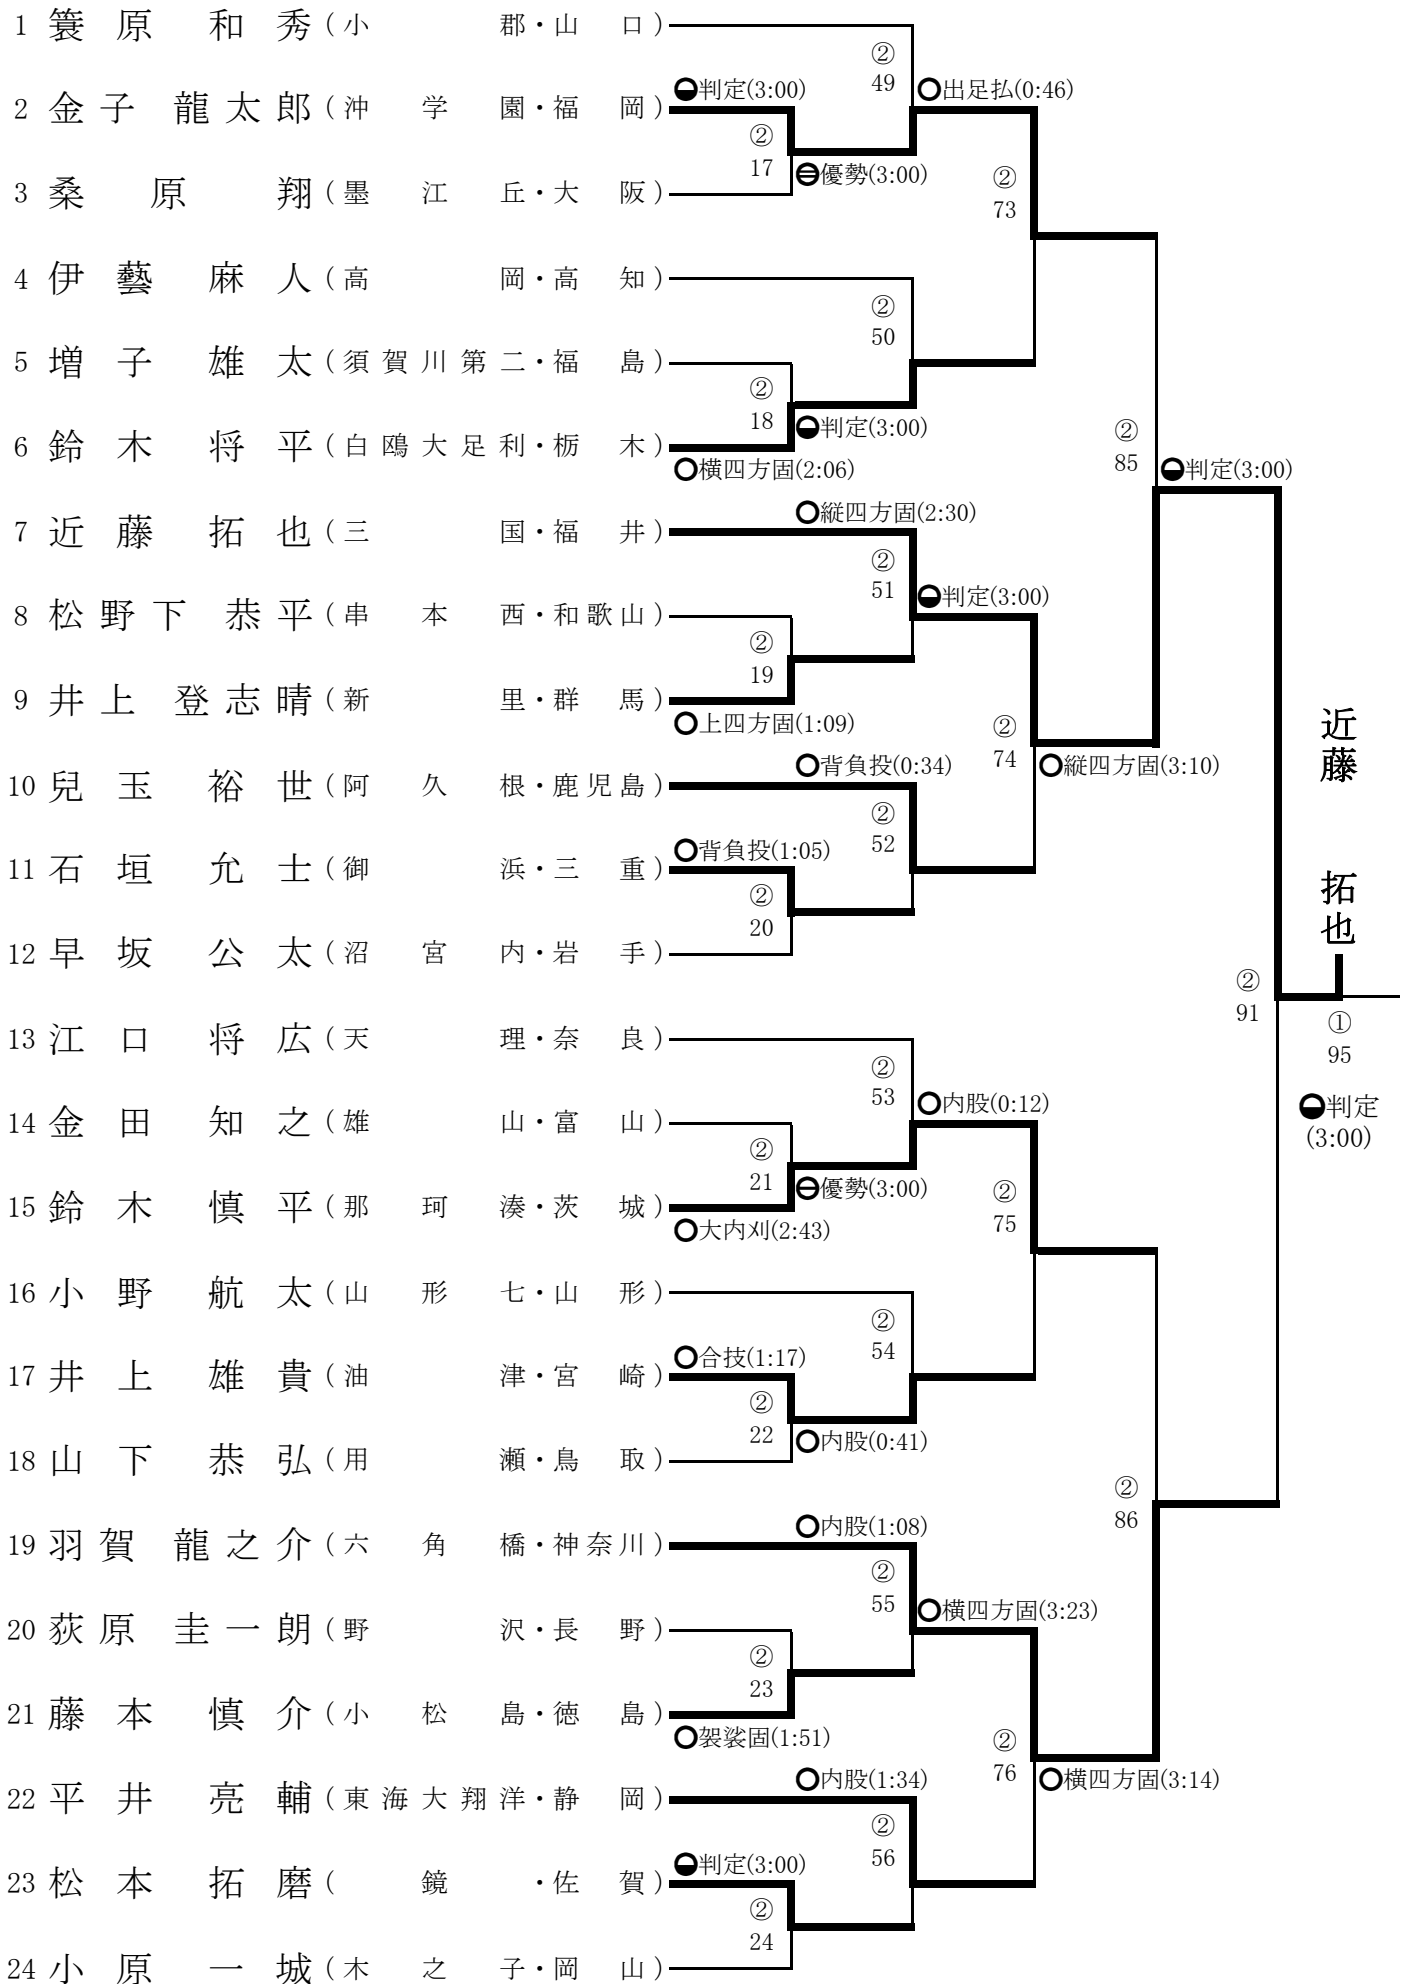 1 簑原 和秀(小郡・山口)
②
49
2 金子 龍太郎(沖学園・福岡)
●判定(3:00)
○出足払(0:46)
②
17
⊖優勢(3:00)
3 桑原 翔(墨江丘・大阪)
②
73
4 伊藝 麻人(高岡・高知)
②
50
5 増子 雄太(須賀川第二・福島)
②
18
●判定(3:00)
6 鈴木 将平(白鴎大足利・栃木)
○横四方固(2:06)
②
85
●判定(3:00)
7 近藤 拓也(三国・福井)
○縦四方固(2:30)
②
51
●判定(3:00)
8 松野下 恭平(串本西・和歌山)
②
19
9 井上 登志晴(新里・群馬)
○上四方固(1:09)
②
74
○縦四方固(3:10)
10 兒玉 裕世(阿久根・鹿児島)
○背負投(0:34)
②
52
11 石垣 允士(御浜・三重)
○背負投(1:05)
②
20
12 早坂 公太(沼宮内・岩手)
近藤 拓也
②
91
①
95
●判定
(3:00)
13 江口 将広(天理・奈良)
②
53
○内股(0:12)
14 金田 知之(雄山・富山)
②
21
⊖優勢(3:00)
15 鈴木 慎平(那珂湊・茨城)
○大内刈(2:43)
②
75
16 小野 航太(山形七・山形)
②
54
17 井上 雄貴(油津・宮崎)
○合技(1:17)
②
22
○内股(0:41)
18 山下 恭弘(用瀬・鳥取)
②
86
19 羽賀 龍之介(六角橋・神奈川)
○内股(1:08)
②
55
○横四方固(3:23)
20 荻原 圭一朗(野沢・長野)
②
23
21 藤本 慎介(小松島・徳島)
○袈裟固(1:51)
②
76
○横四方固(3:14)
22 平井 亮輔(東海大翔洋・静岡)
○内股(1:34)
②
56
23 松本 拓磨(鏡・佐賀)
●判定(3:00)
②
24
24 小原 一城(木之子・岡山)